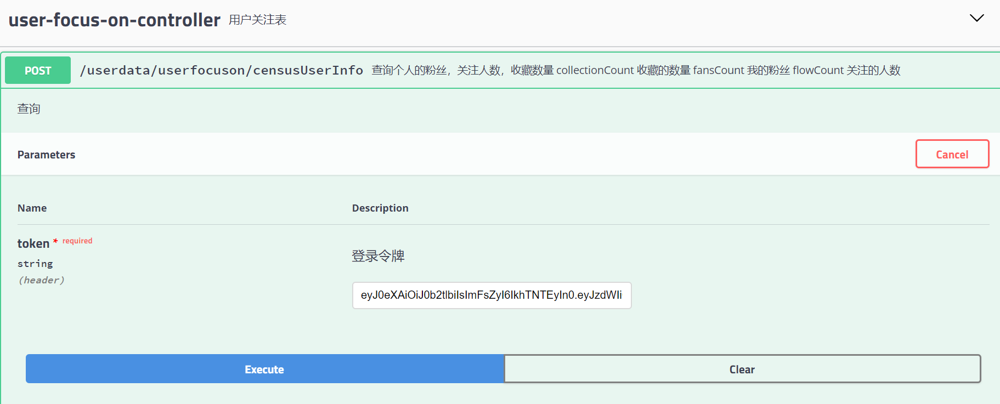 user-focus-on-controller 用户关注表
POST /userdata/userfocuson/censusUserInfo 查询个人的粉丝，关注人数，收藏数量 collectionCount 收藏的数量 fansCount 我的粉丝 flowCount 关注的人数
查询
Parameters Cancel
Name Description
token * required
string
(header)
登录令牌
eyJ0eXAiOiJ0b2tlbiIsImFsZyI6IkhTNTEyIn0.eyJzdWIi
Execute Clear